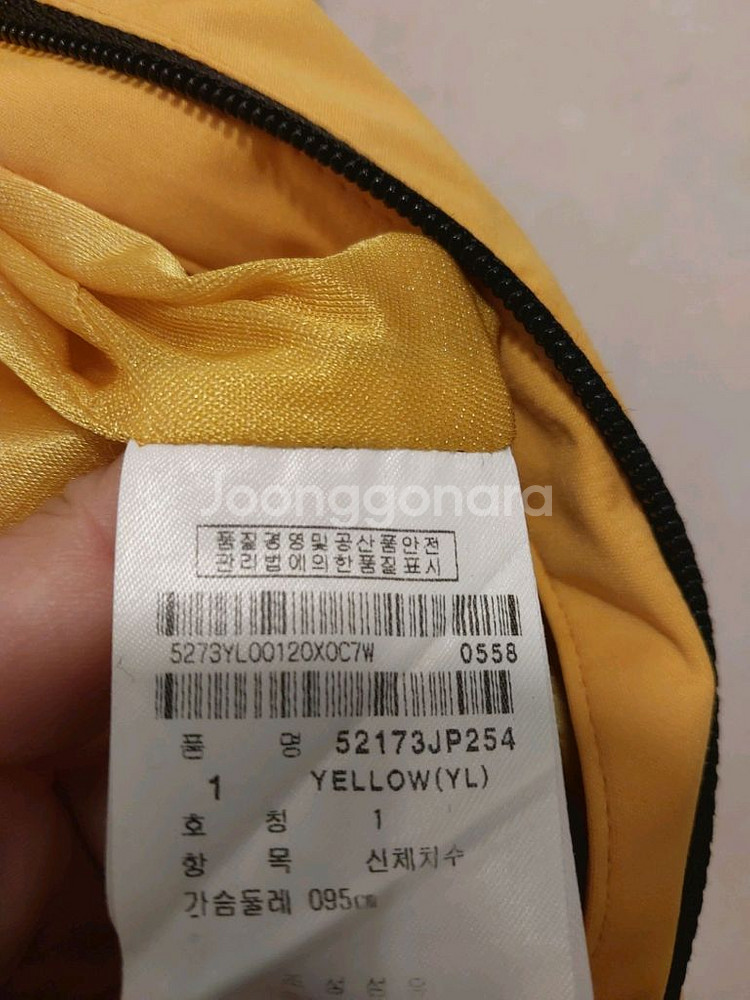 Joonggonara
품질경영및공산품안전
관리법에의한품질표시
5273YL00120X0C7W 0558
품 명 52173JP254
1 YELLOW(YL)
호 칭 1
항 목 신체치수
가슴둘레 095cm